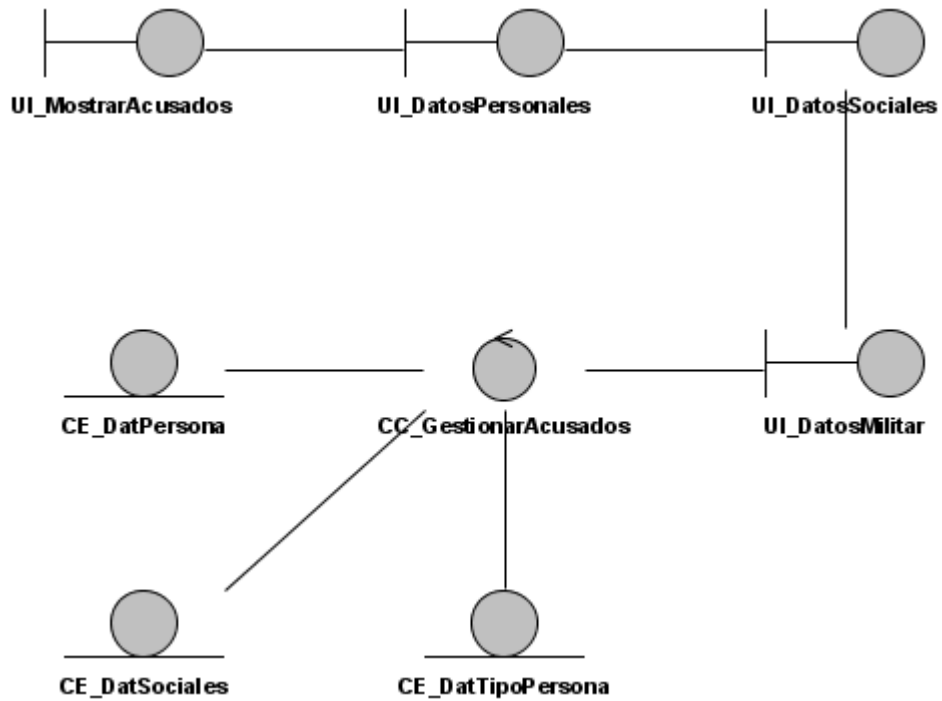 UI_MostrarAcusados
UI_DatosPersonales
UI_DatosSociales
CE_DatPersona
CC_GestionarAcusados
UI_DatosMilitar
CE_DatSociales
CE_DatTipoPersona